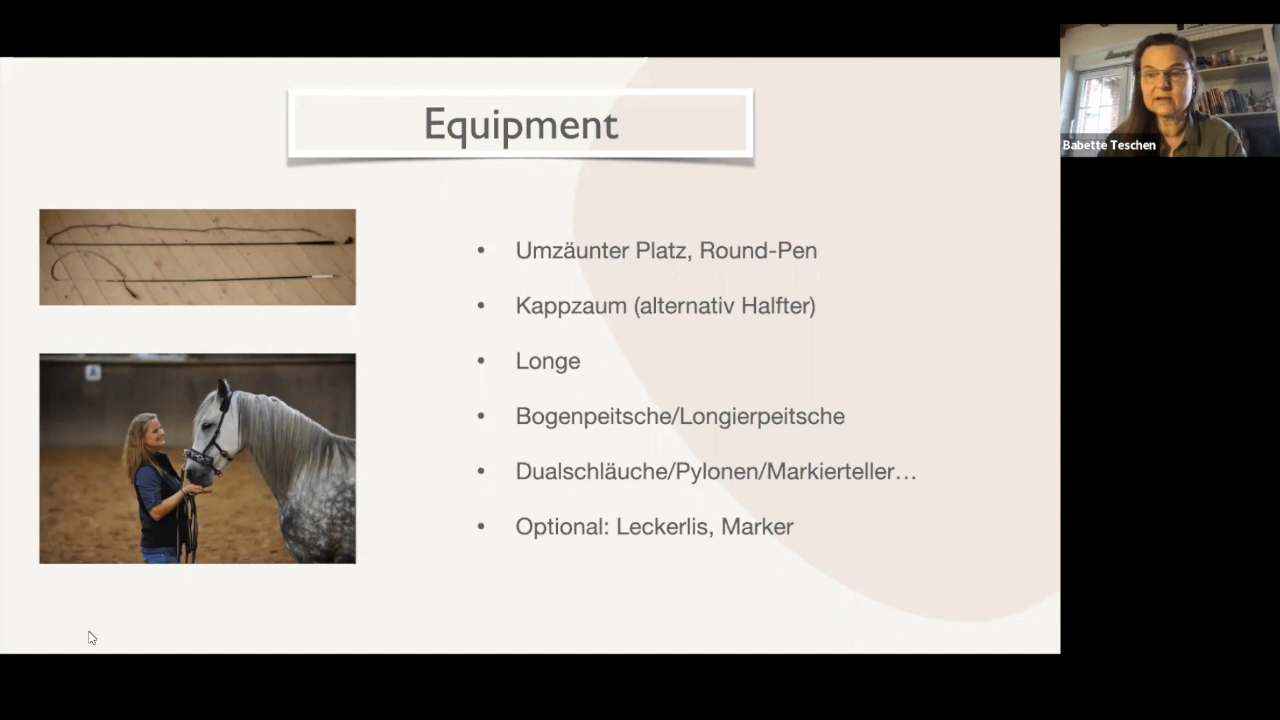 Equipment
Babette Teschen
• Umzäunter Platz, Round-Pen
• Kappzaum (alternativ Halfter)
• Longe
• Bogenpeitsche/Longierpeitsche
• Dualschläuche/Pylonen/Markierteller…
• Optional: Leckerlis, Marker
A